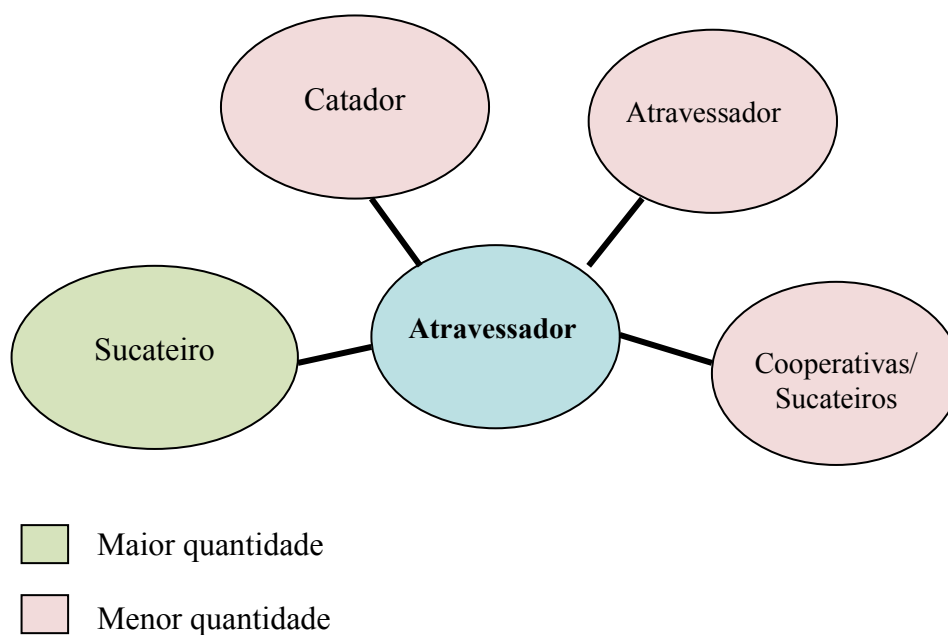 Catador
Atravessador
Sucateiro
Atravessador
Cooperativas/
Sucateiros
Maior quantidade
Menor quantidade